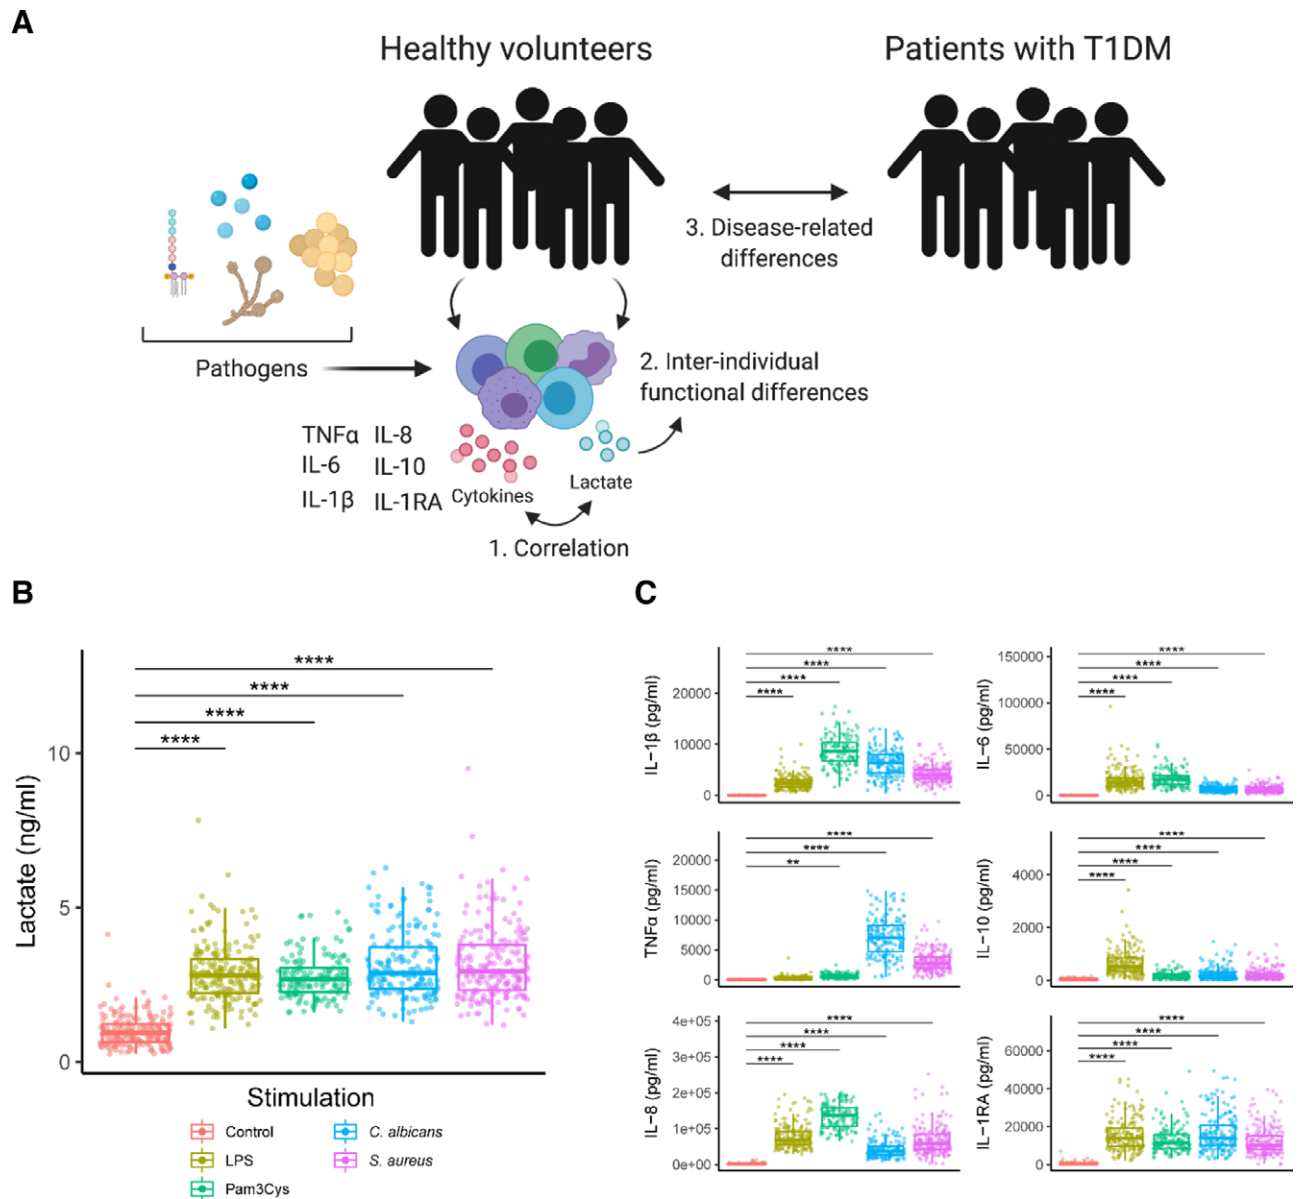 A
Healthy volunteers
Patients with T1DM
3. Disease-related
differences
Pathogens
2. Inter-individual
functional differences
TNFα IL-8
IL-6 IL-10
IL-1β IL-1RA
Cytokines
Lactate
1. Correlation
B
****
****
****
****
10
5
0
Lactate (ng/ml)
Stimulation
Control
LPS
Pam3Cys
C. albicans
S. aureus
C
****
****
****
****
20000
10000
0
IL−1β (pg/ml)
****
****
****
****
150000
100000
50000
0
IL−6 (pg/ml)
****
****
**
20000
15000
10000
5000
0
TNFα (pg/ml)
****
****
****
****
4000
2000
0
IL−10 (pg/ml)
****
****
****
****
4e+05
3e+05
2e+05
1e+05
0e+00
IL−8 (pg/ml)
****
****
****
****
60000
40000
20000
0
IL−1RA (pg/ml)